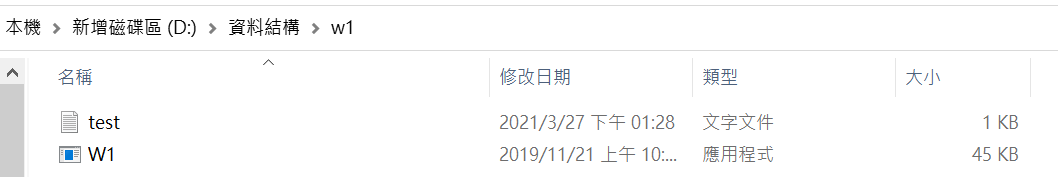 本機 > 新增磁碟區 (D:) > 資料結構 > w1
名稱 修改日期 類型 大小
test 2021/3/27 下午 01:28 文字文件 1 KB
W1 2019/11/21 上午 10:... 應用程式 45 KB